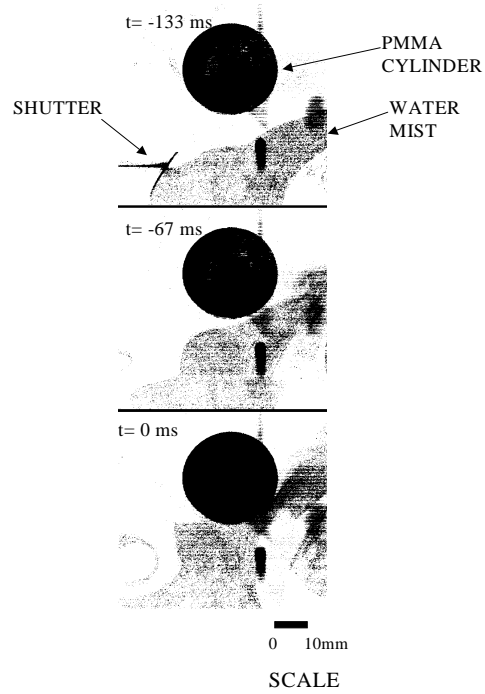 t= -133 ms
PMMA
CYLINDER
SHUTTER
WATER
MIST
t= -67 ms
t= 0 ms
0 10mm
SCALE